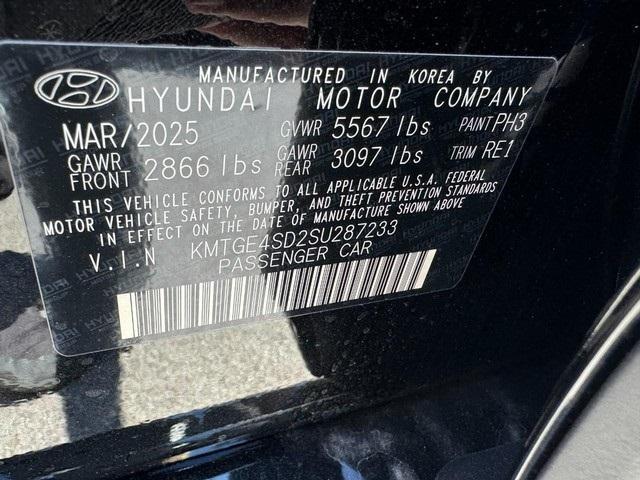 MANUFACTURED IN KOREA BY
HYUNDAI MOTOR COMPANY
MAR/2025 GVWR 5567 lbs PAINT PH3
GAWR FRONT 2866 lbs GAWR REAR 3097 lbs TRIM RE1
THIS VEHICLE CONFORMS TO ALL APPLICABLE U.S.A. FEDERAL
MOTOR VEHICLE SAFETY, BUMPER, AND THEFT PREVENTION STANDARDS
IN EFFECT ON THE DATE OF MANUFACTURE SHOWN ABOVE.
V.I.N KMTGE4SD2SU287233
PASSENGER CAR